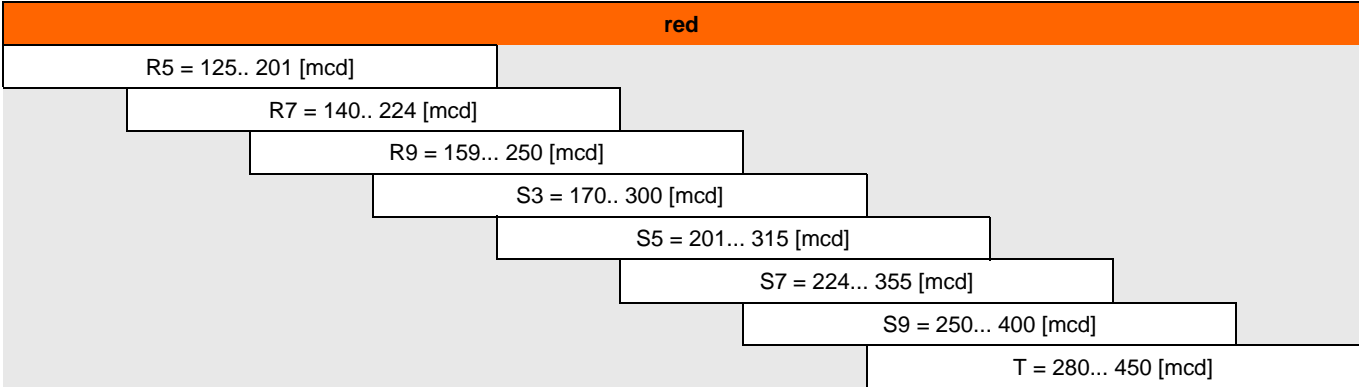 red
R5 = 125.. 201 [mcd]
R7 = 140.. 224 [mcd]
R9 = 159... 250 [mcd]
S3 = 170.. 300 [mcd]
S5 = 201... 315 [mcd]
S7 = 224... 355 [mcd]
S9 = 250... 400 [mcd]
T = 280... 450 [mcd]